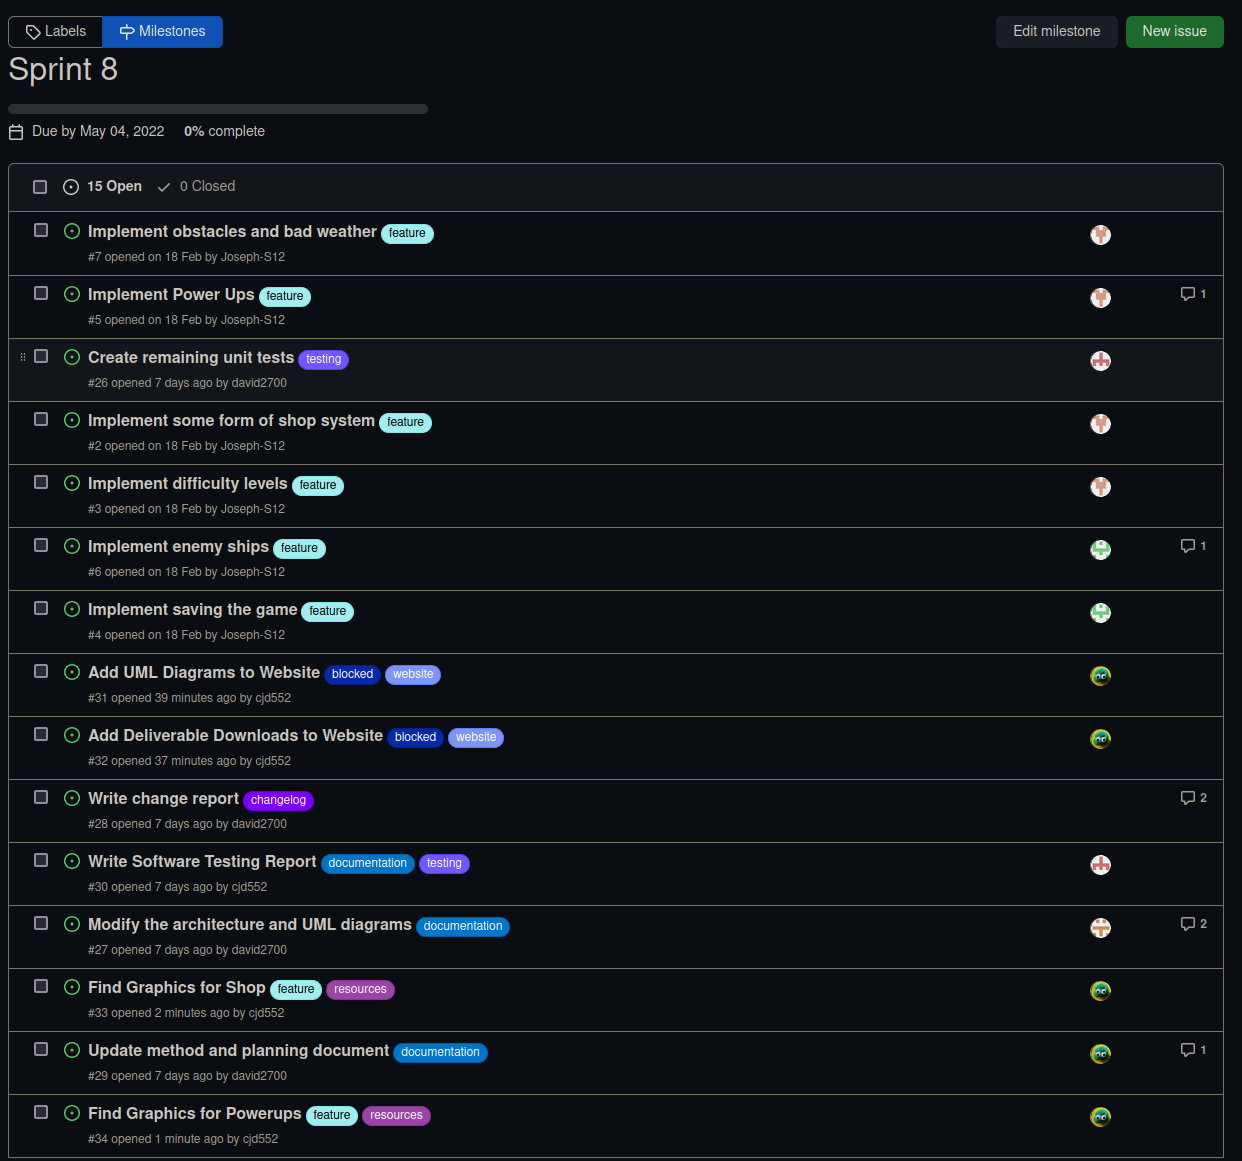 Labels Milestones Edit milestone New issue
Sprint 8
Due by May 04, 2022 0% complete
15 Open 0 Closed
Implement obstacles and bad weather feature
#7 opened on 18 Feb by Joseph-S12
Implement Power Ups feature 1
#5 opened on 18 Feb by Joseph-S12
Create remaining unit tests testing
#26 opened 7 days ago by david2700
Implement some form of shop system feature
#2 opened on 18 Feb by Joseph-S12
Implement difficulty levels feature
#3 opened on 18 Feb by Joseph-S12
Implement enemy ships feature 1
#6 opened on 18 Feb by Joseph-S12
Implement saving the game feature
#4 opened on 18 Feb by Joseph-S12
Add UML Diagrams to Website blocked website
#31 opened 39 minutes ago by cjd552
Add Deliverable Downloads to Website blocked website
#32 opened 37 minutes ago by cjd552
Write change report changelog 2
#28 opened 7 days ago by david2700
Write Software Testing Report documentation testing
#30 opened 7 days ago by cjd552
Modify the architecture and UML diagrams documentation 2
#27 opened 7 days ago by david2700
Find Graphics for Shop feature resources
#33 opened 2 minutes ago by cjd552
Update method and planning document documentation 1
#29 opened 7 days ago by david2700
Find Graphics for Powerups feature resources
#34 opened 1 minute ago by cjd552